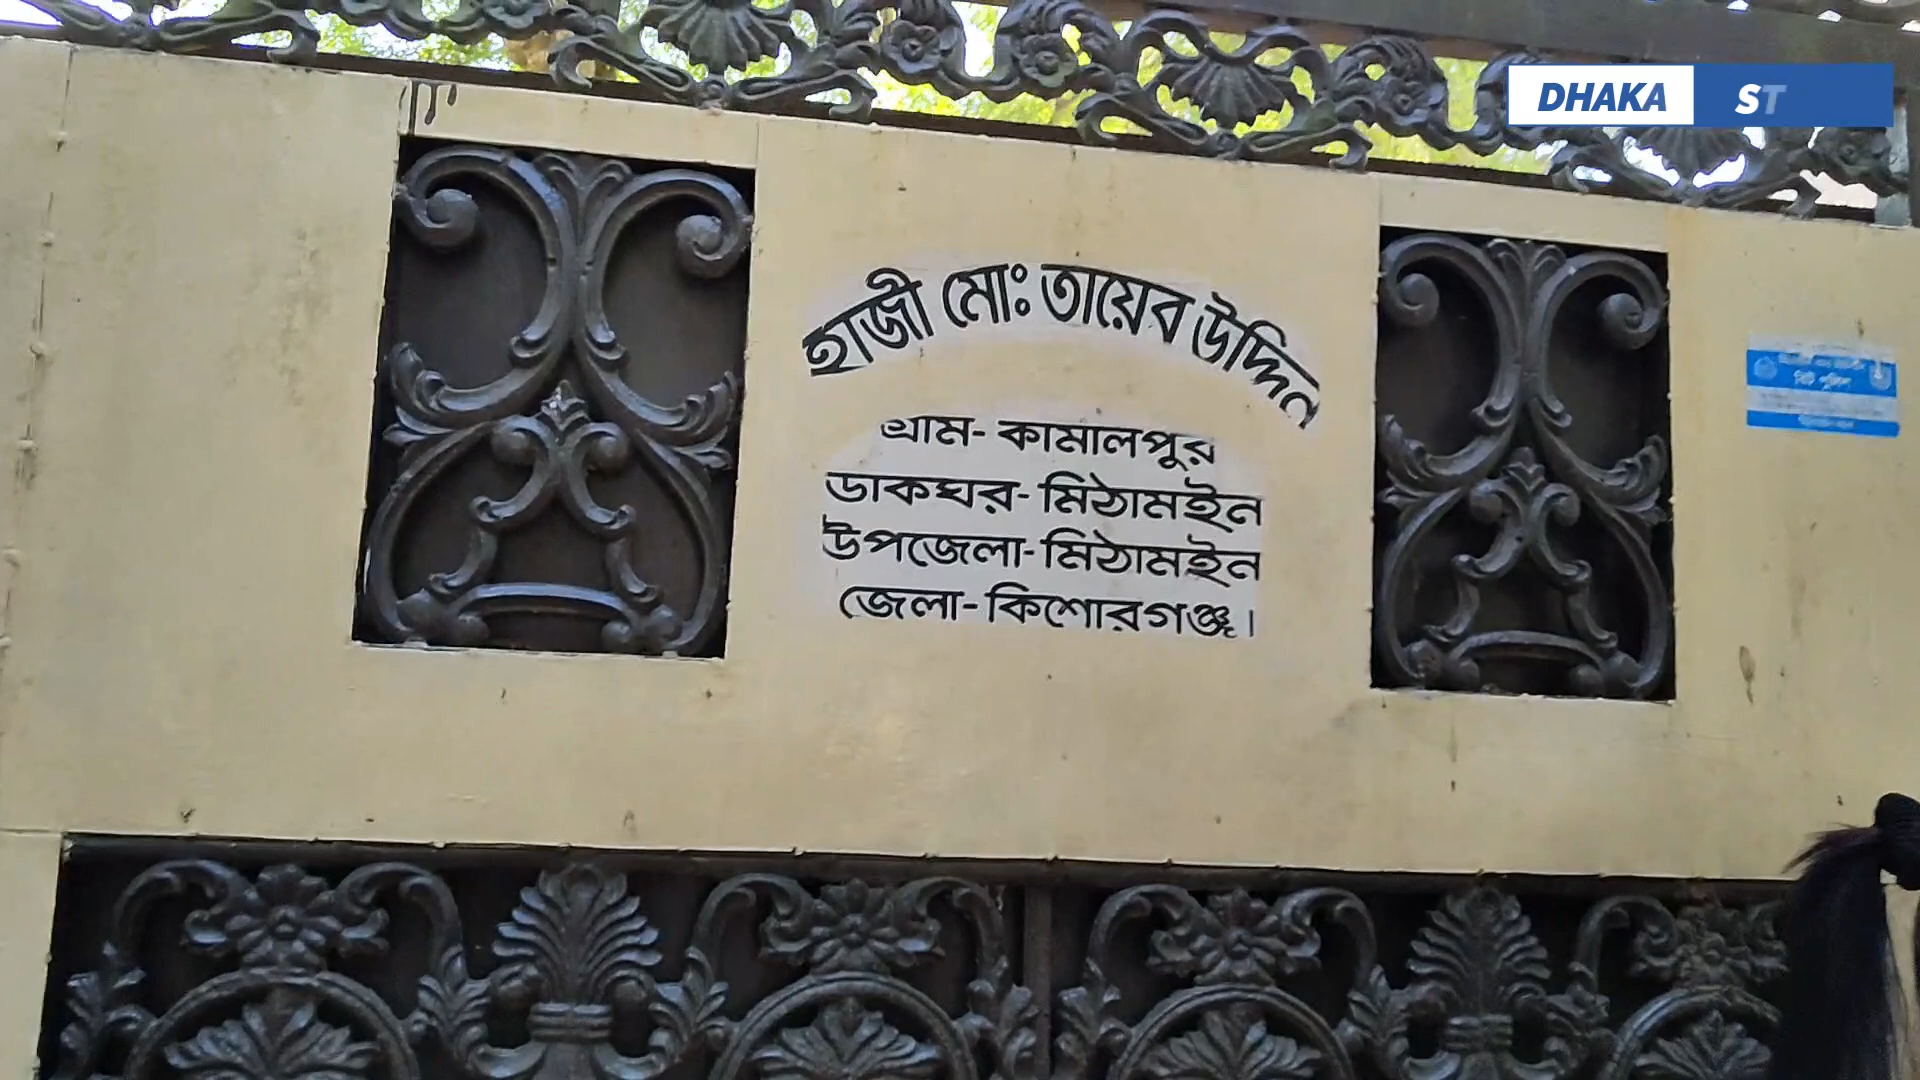 DHAKA ST
হাজী মোঃ তায়েব উদ্দিন
গ্রাম- কামালপুর
ডাকঘর- মিঠামইন
উপজেলা- মিঠামইন
জেলা- কিশোরগঞ্জ।